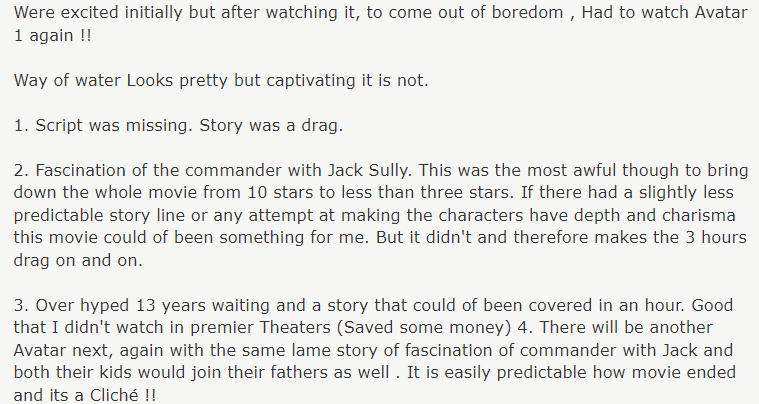 Were excited initially but after watching it, to come out of boredom , Had to watch Avatar
1 again !!
Way of water Looks pretty but captivating it is not.
1. Script was missing. Story was a drag.
2. Fascination of the commander with Jack Sully. This was the most awful though to bring
down the whole movie from 10 stars to less than three stars. If there had a slightly less
predictable story line or any attempt at making the characters have depth and charisma
this movie could of been something for me. But it didn't and therefore makes the 3 hours
drag on and on.
3. Over hyped 13 years waiting and a story that could of been covered in an hour. Good
that I didn't watch in premier Theaters (Saved some money) 4. There will be another
Avatar next, again with the same lame story of fascination of commander with Jack and
both their kids would join their fathers as well . It is easily predictable how movie ended
and its a Cliché !!